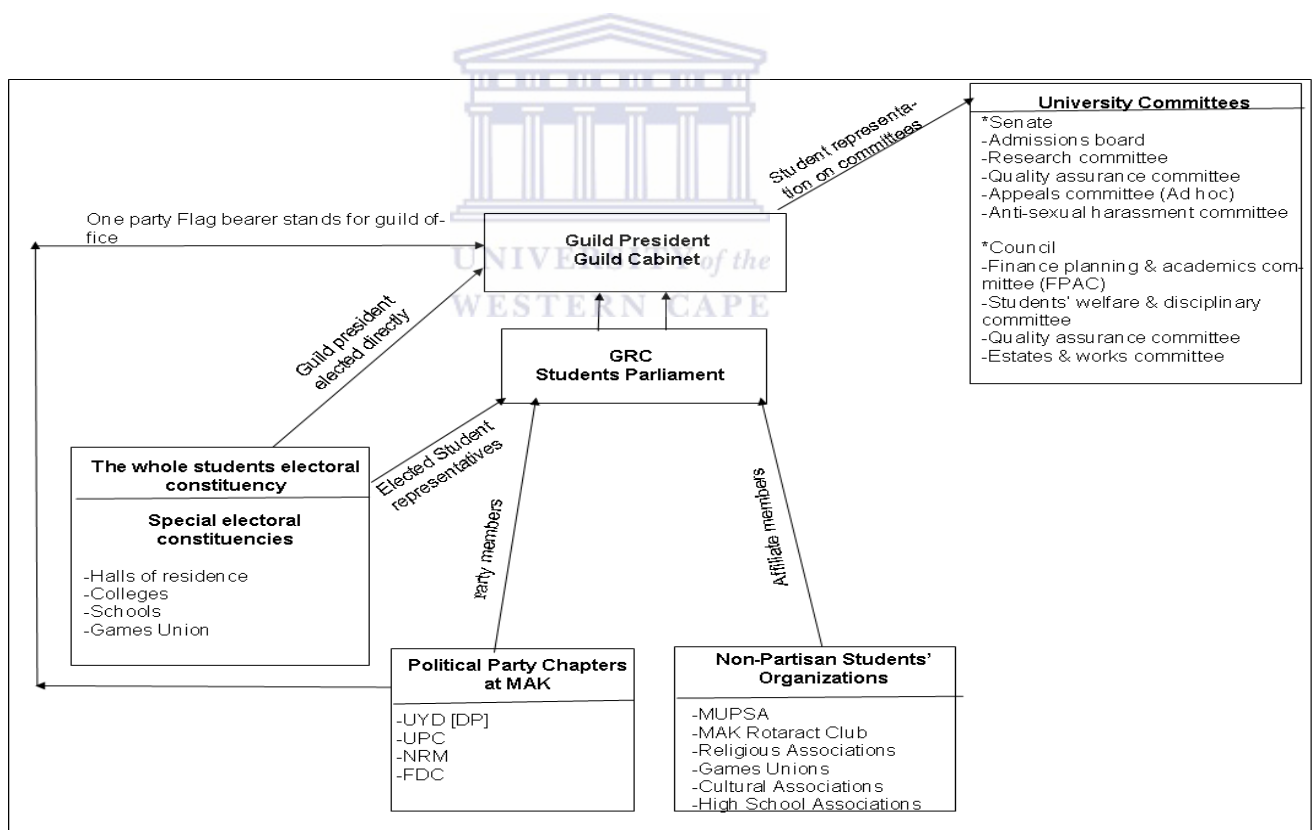 University Committees
*Senate
-Admissions board
-Research committee
-Quality assurance committee
-Appeals committee (Ad hoc)
-Anti-sexual harassment committee
*Council
-Finance planning & academics com-
mittee (FPAC)
-Students' welfare & disciplinary
committee
-Quality assurance committee
-Estates & works committee
Student representa-
tion on committees
One party Flag bearer stands for guild of-
fice
Guild President
Guild Cabinet
UNIVERSITY of the
WESTERN CAPE
Guild president
elected directly
GRC
Students Parliament
The whole students electoral
constituency
Special electoral
constituencies
-Halls of residence
-Colleges
-Schools
-Games Union
Elected Student
representatives
Party members
Affiliate members
Political Party Chapters
at MAK
-UYD [DP]
-UPC
-NRM
-FDC
Non-Partisan Students’
Organizations
-MUPSA
-MAK Rotaract Club
-Religious Associations
-Games Unions
-Cultural Associations
-High School Associations